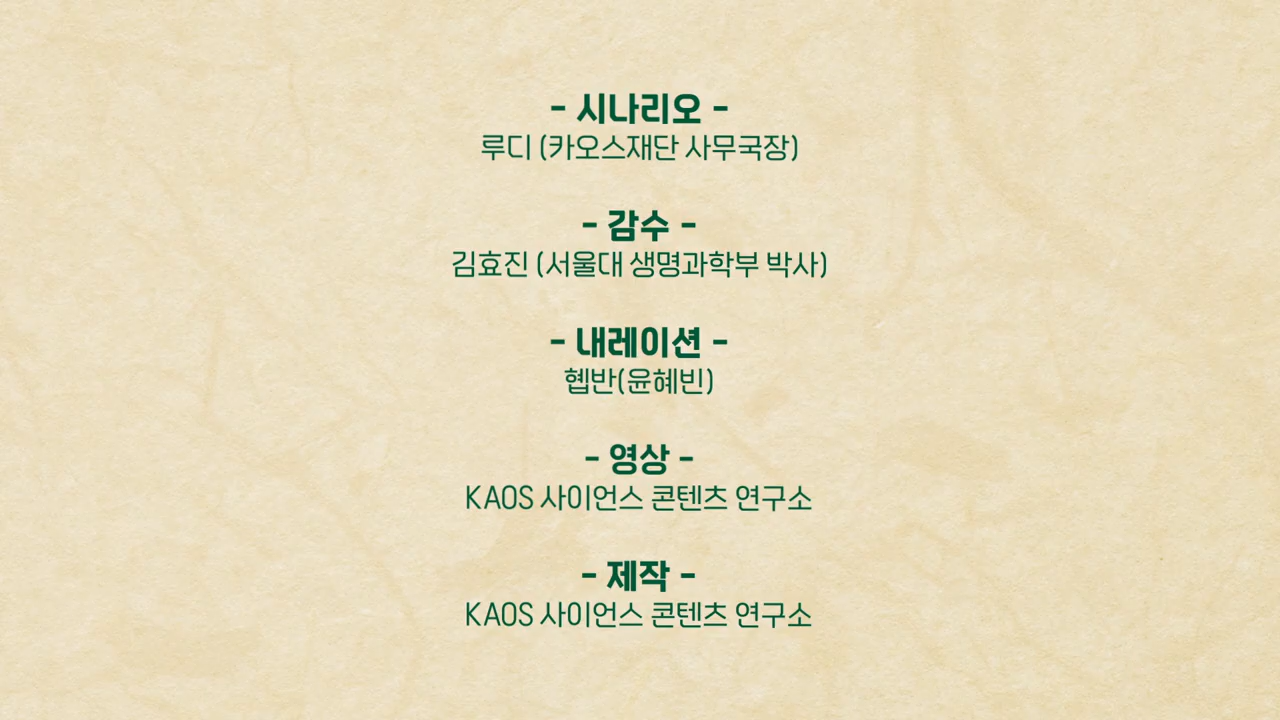 - 시나리오 -
루디 (카오스재단 사무국장)
- 감수 -
김효진 (서울대 생명과학부 박사)
- 내레이션 -
혭반(윤혜빈)
- 영상 -
KAOS 사이언스 콘텐츠 연구소
- 제작 -
KAOS 사이언스 콘텐츠 연구소